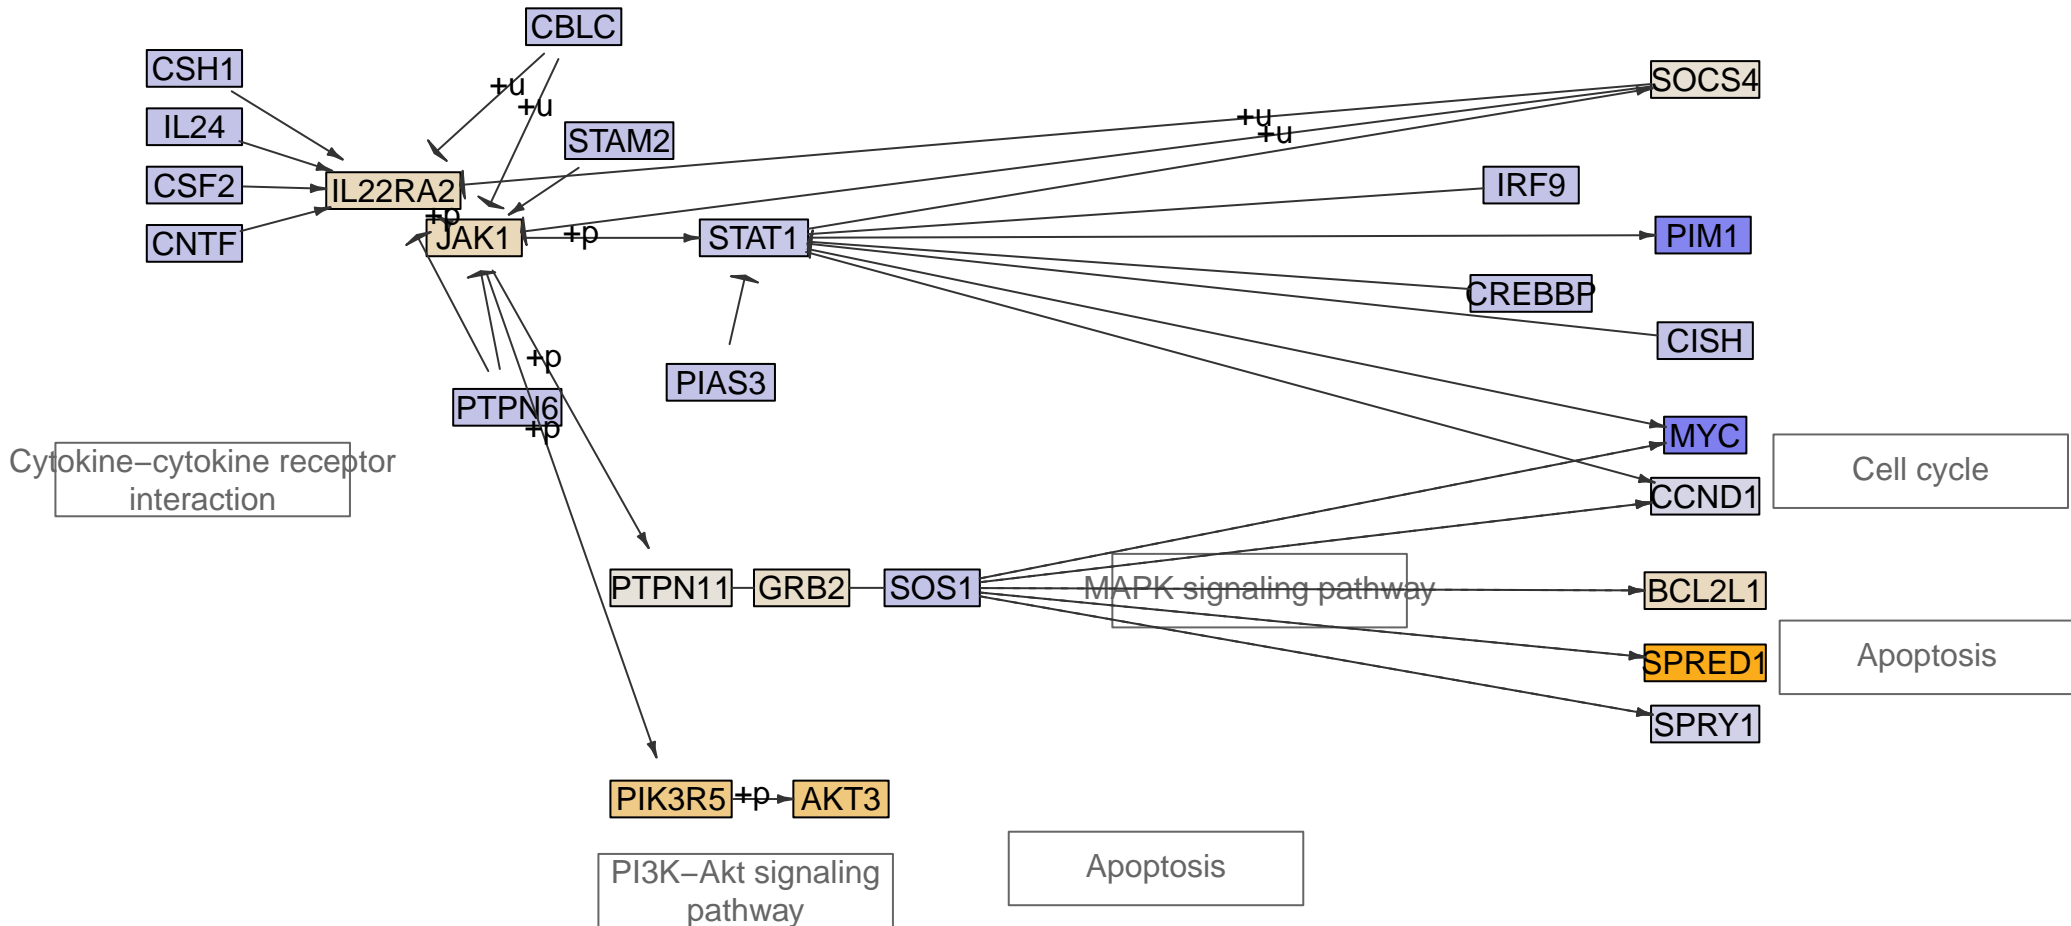 CBLC
CSH1
SOCS4
+u
+u
+u
IL24
+u
STAM2
CSF2
IL22RA2
IRF9
+p
CNTF
JAK1
+p
STAT1
PIM1
CREBBP
CISH
+p
PIAS3
PTPN6
+p
MYC
Cytokine–cytokine receptor
interaction
Cell cycle
CCND1
PTPN11
GRB2
SOS1
MAPK signaling pathway
BCL2L1
SPRED1
Apoptosis
SPRY1
PIK3R5
+p
AKT3
Apoptosis
PI3K–Akt signaling
pathway